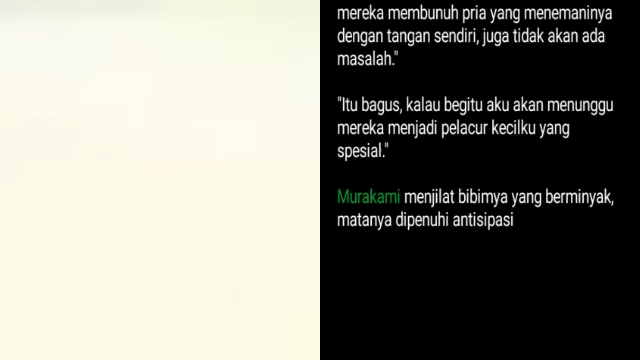 mereka membunuh pria yang menemaninya
dengan tangan sendiri, juga tidak akan ada
masalah."
"Itu bagus, kalau begitu aku akan menunggu
mereka menjadi pelacur kecilku yang
spesial."
Murakami menjilat bibimya yang berminyak,
matanya dipenuhi antisipasi